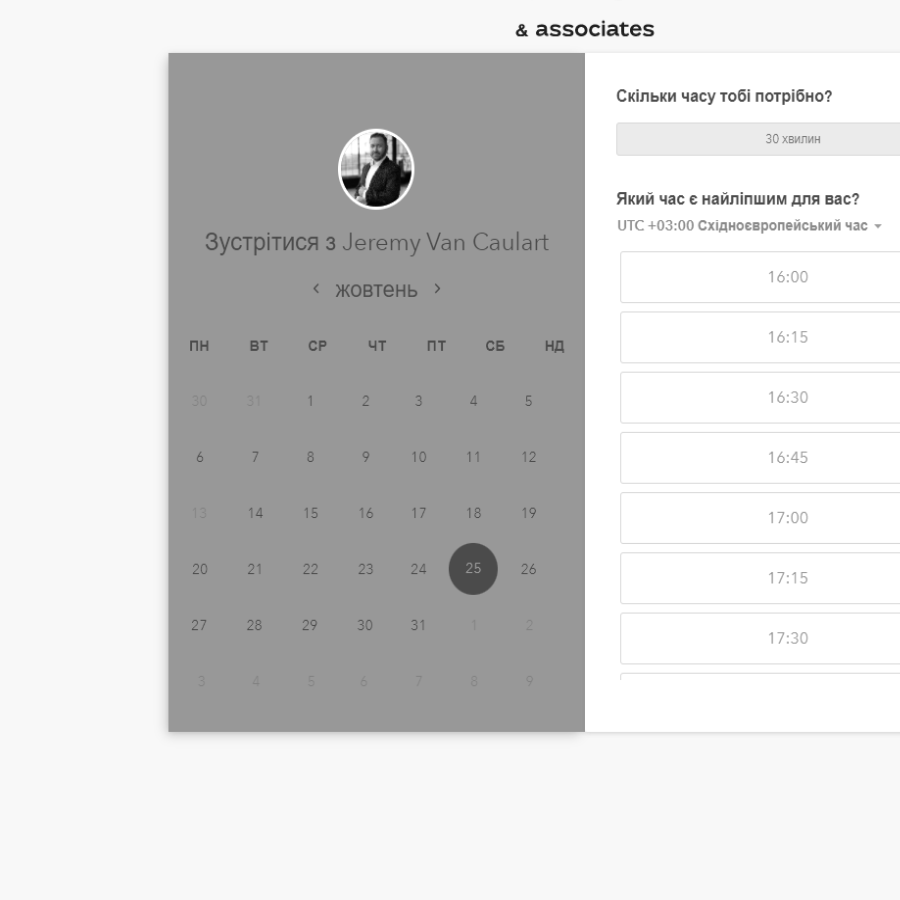 & associates
Зустрітися з Jeremy Van Caulart
жовтень
ПН ВТ СР ЧТ ПТ СБ НД
30 31 1 2 3 4 5
6 7 8 9 10 11 12
13 14 15 16 17 18 19
20 21 22 23 24 25 26
27 28 29 30 31 1 2
3 4 5 6 7 8 9
Скільки часу тобі потрібно?
30 хвилин
Який час є найліпшим для вас?
UTC +03:00 Східноєвропейський час
16:00
16:15
16:30
16:45
17:00
17:15
17:30